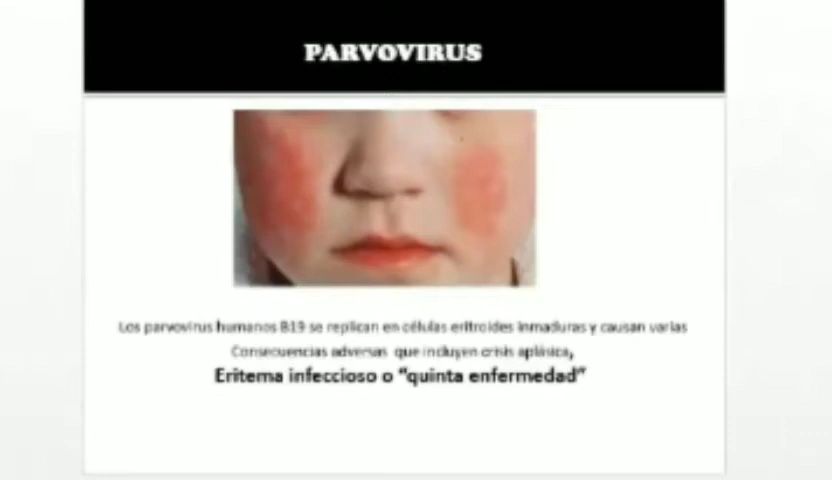 PARVOVIRUS
Los parvovirus humanos B19 se replican en células eritroides inmaduras y causan varias
Consecuencias adversas que incluyen crisis aplásica,
Eritema infeccioso o “quinta enfermedad”